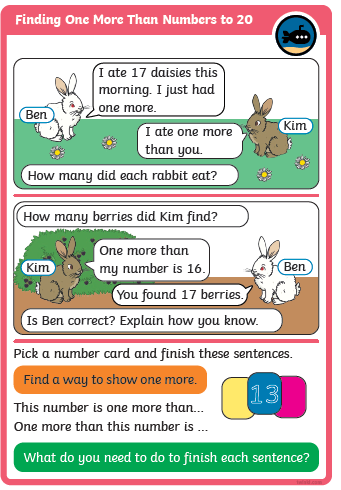 Finding One More Than Numbers to 20
I ate 17 daisies this
morning. I just had
one more.
Ben
I ate one more
than you.
Kim
How many did each rabbit eat?
How many berries did Kim find?
Kim
One more than
my number is 16.
Ben
You found 17 berries.
Is Ben correct? Explain how you know.
Pick a number card and finish these sentences.
Find a way to show one more.
13
This number is one more than...
One more than this number is ...
What do you need to do to finish each sentence?